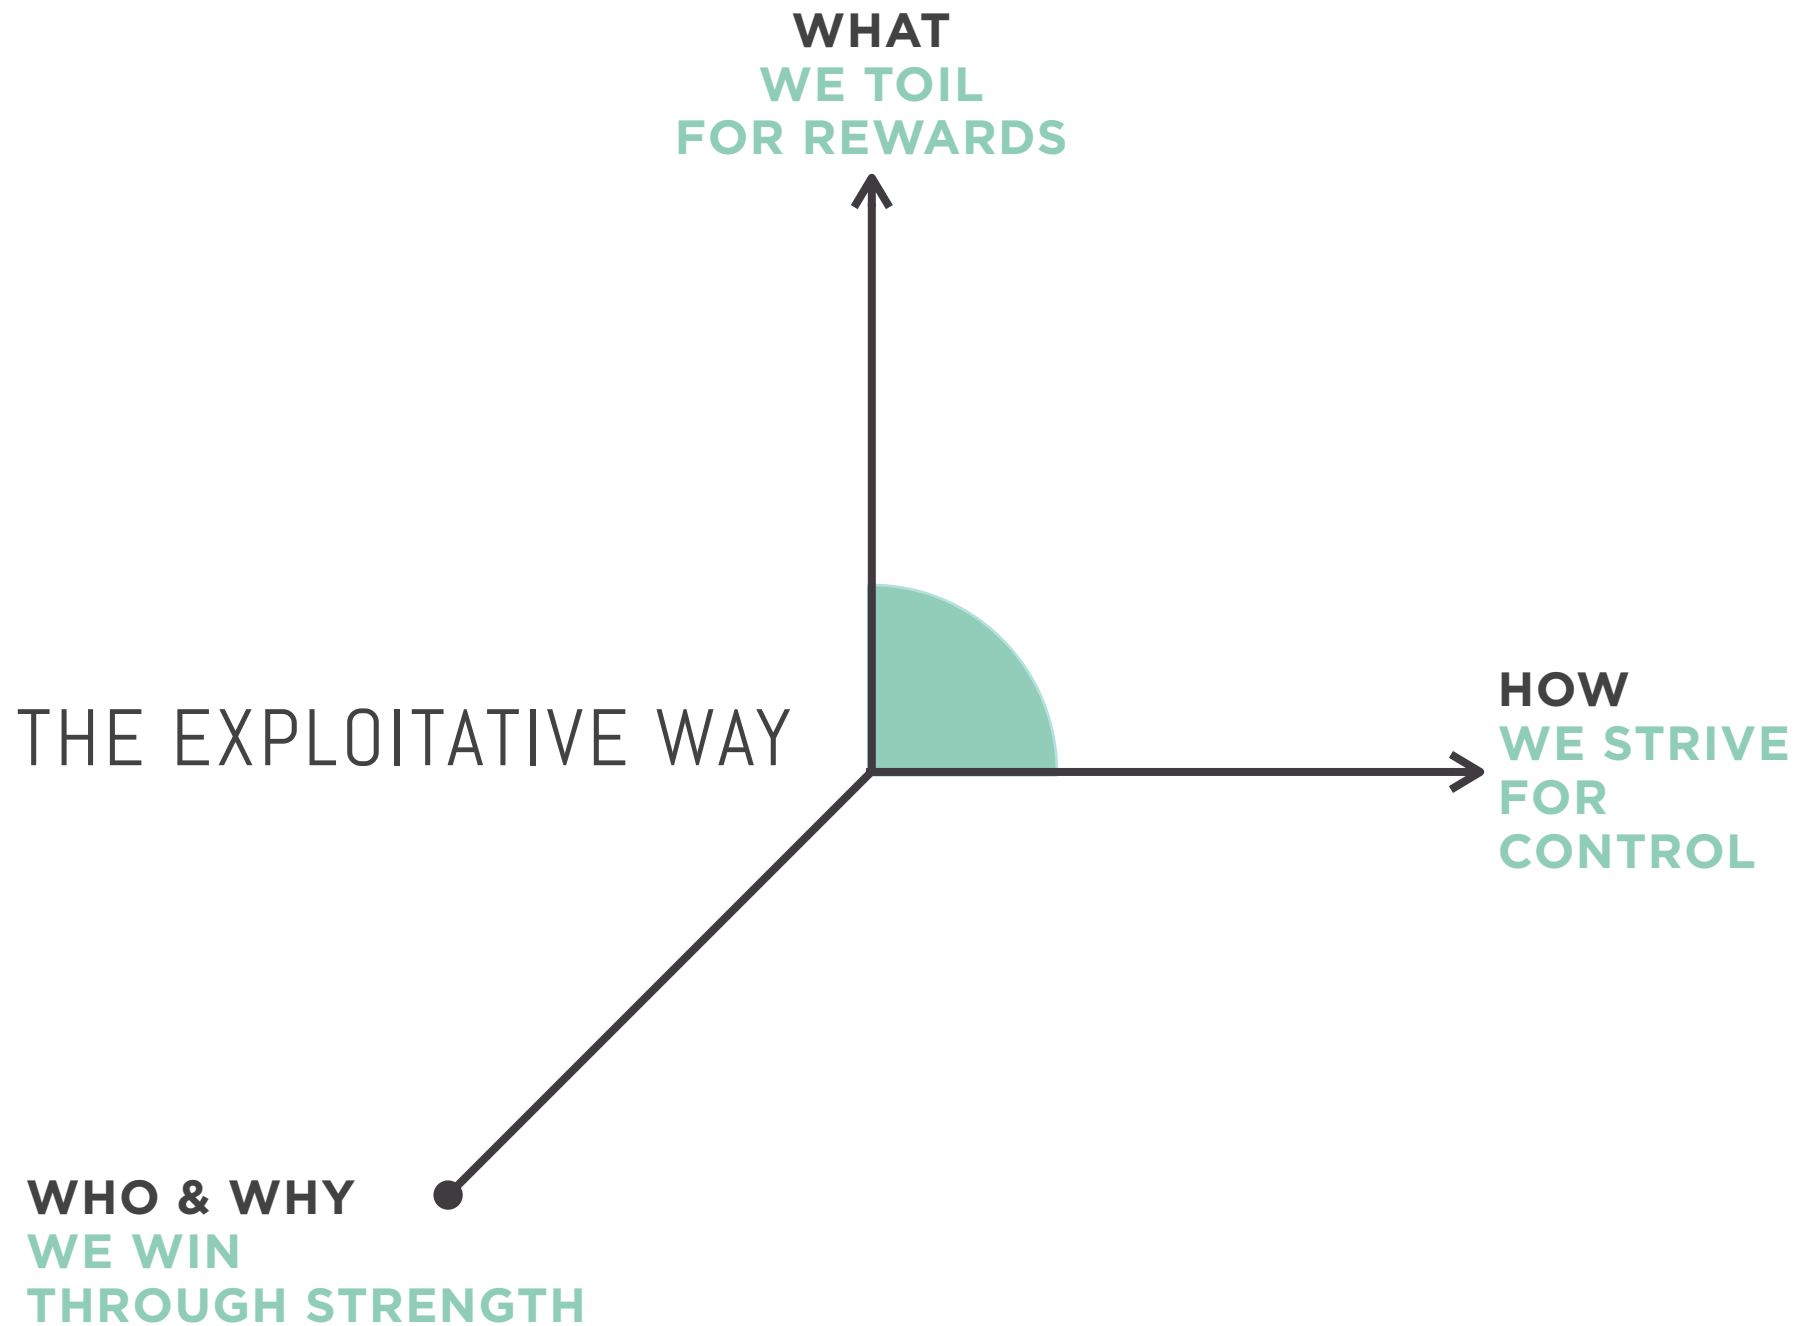 WHAT
WE TOIL
FOR REWARDS
THE EXPLOITATIVE WAY
HOW
WE STRIVE
FOR
CONTROL
WHO & WHY
WE WIN
THROUGH STRENGTH